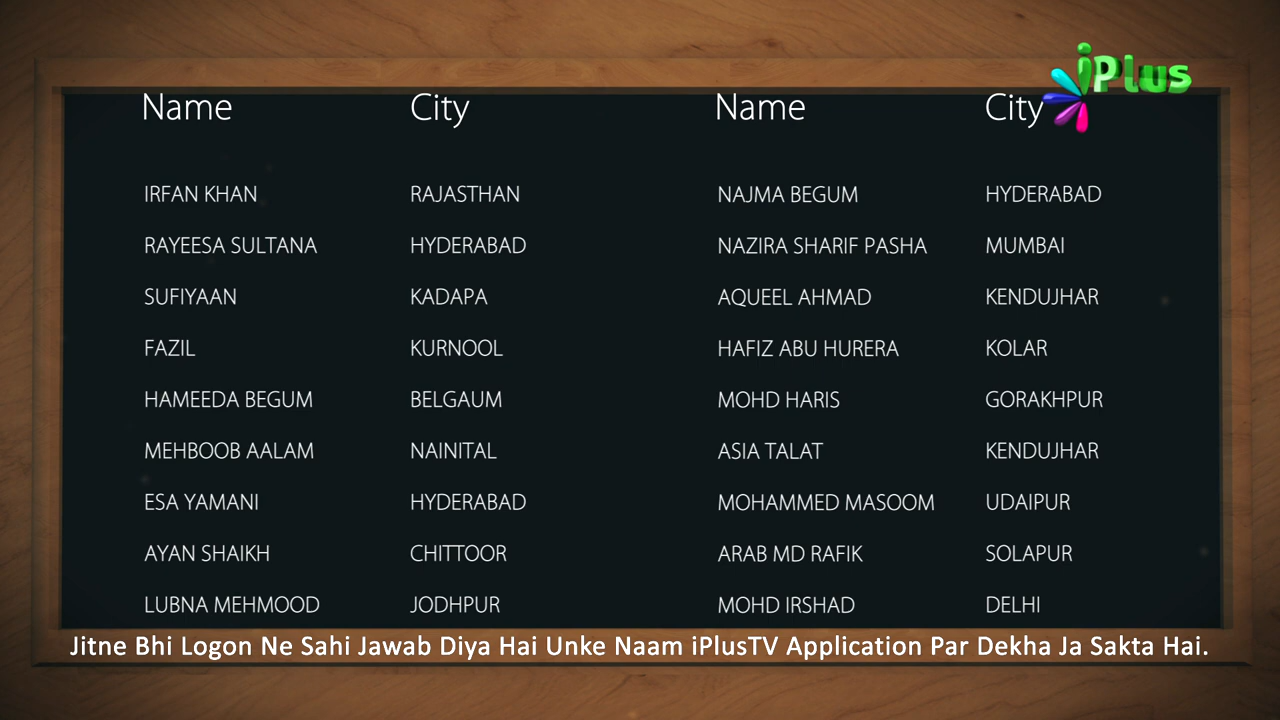 iPlus
Name City Name City
IRFAN KHAN RAJASTHAN NAJMA BEGUM HYDERABAD
RAYEESA SULTANA HYDERABAD NAZIRA SHARIF PASHA MUMBAI
SUFIYAAN KADAPA AQUEEL AHMAD KENDUJHAR
FAZIL KURNOOL HAFIZ ABU HURERA KOLAR
HAMEEDA BEGUM BELGAUM MOHD HARIS GORAKHPUR
MEHBOOB AALAM NAINITAL ASIA TALAT KENDUJHAR
ESA YAMANI HYDERABAD MOHAMMED MASOOM UDAIPUR
AYAN SHAIKH CHITTOOR ARAB MD RAFIK SOLAPUR
LUBNA MEHMOOD JODHPUR MOHD IRSHAD DELHI
Jitne Bhi Logon Ne Sahi Jawab Diya Hai Unke Naam iPlusTV Application Par Dekha Ja Sakta Hai.